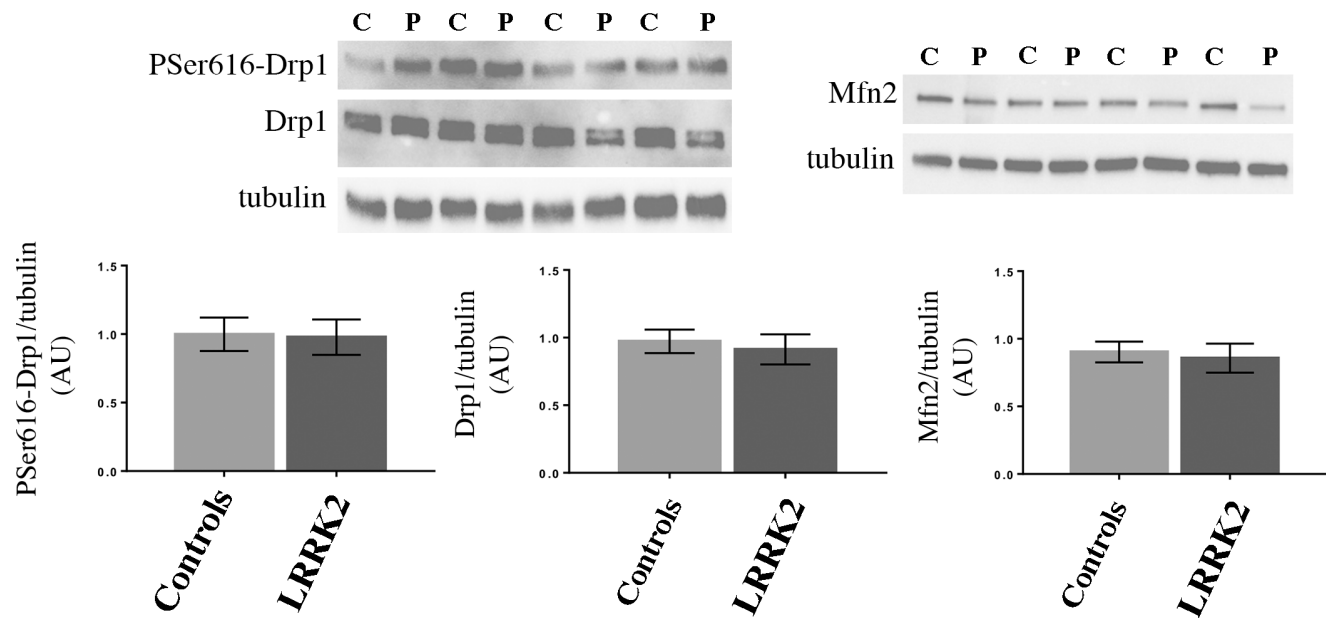 C P C P C P C P
PSer616-Drp1
Drp1
tubulin
C P C P C P C P
Mfn2
tubulin
PSer616-Drp1/tubulin
(AU)
1.5
1.0
0.5
0.0
Controls
LRRK2
Drp1/tubulin
(AU)
1.5
1.0
0.5
0.0
Controls
LRRK2
Mfn2/tubulin
(AU)
1.5
1.0
0.5
0.0
Controls
LRRK2